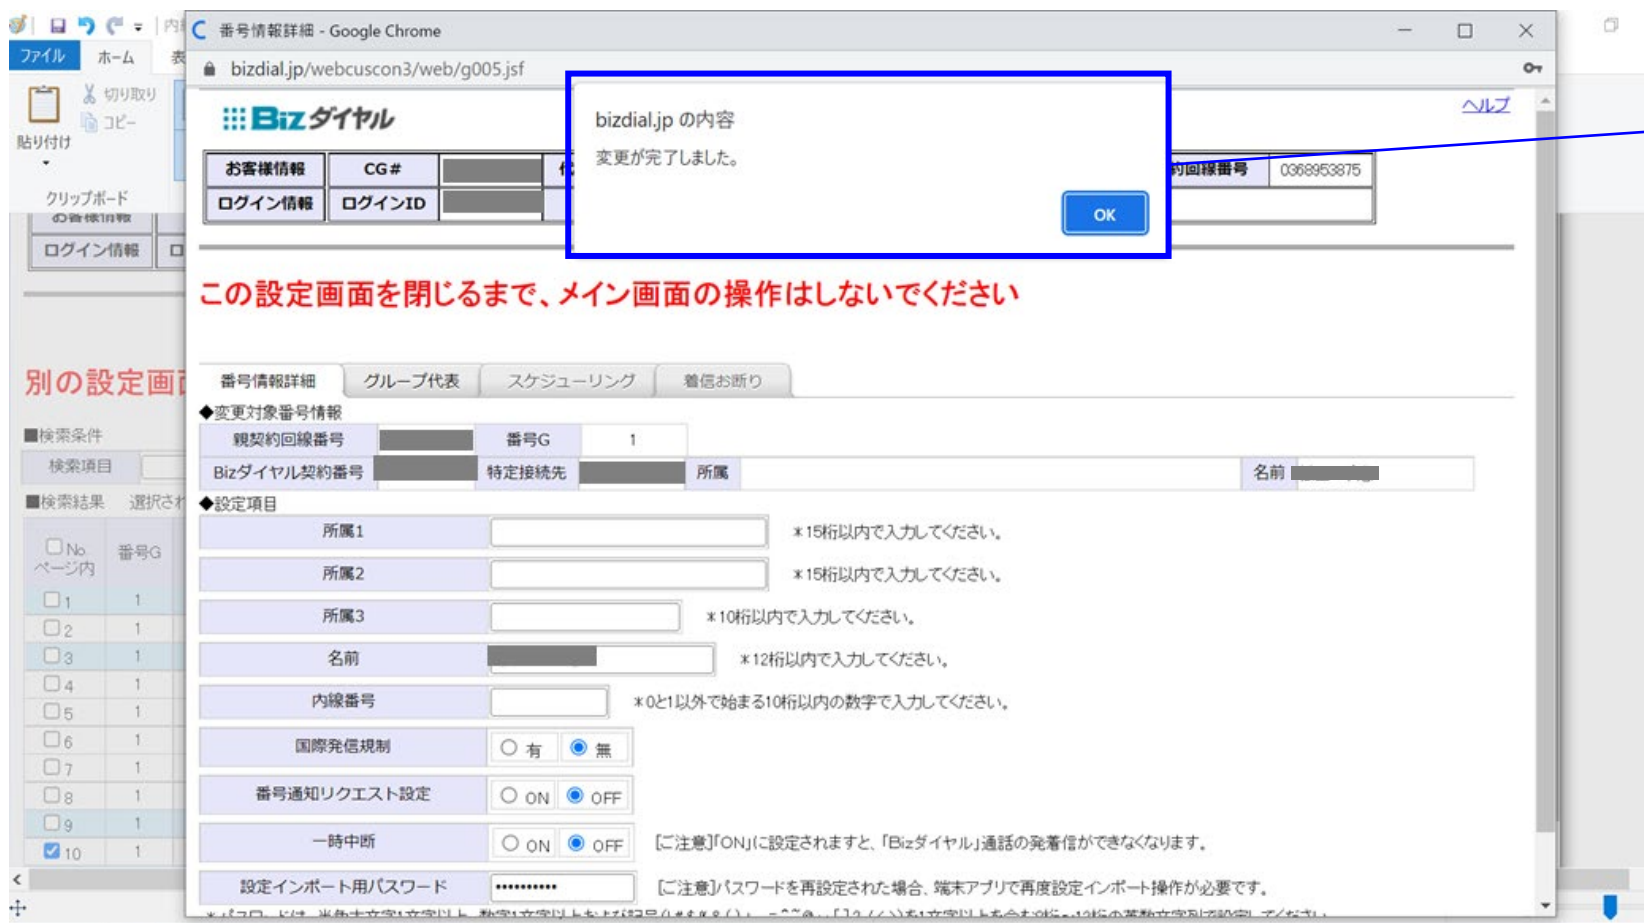 内
番号情報詳細 - Google Chrome
ファイル ホーム 表
bizdial.jp/webcuscon3/web/g005.jsf
切り取り
コピー
貼り付け
クリップボード
Bizダイヤル
ヘルプ
bizdial.jp の内容
変更が完了しました。
OK
お客様情報 CG# 約回線番号 0368953875
ログイン情報 ログインID
お客様情報
ログイン情報 ロ
この設定画面を閉じるまで、メイン画面の操作はしないでください
別の設定画
番号情報詳細 グループ代表 スケジューリング 着信お断り
◆変更対象番号情報
■検索条件
親契約回線番号 番号G 1
検索項目
Bizダイヤル契約番号 特定接続先 所属 名前
■検索結果 選択され
◆設定項目
所属1 *15桁以内で入力してください。
No. ページ内 番号G
所属2 *15桁以内で入力してください。
1 1
所属3 *10桁以内で入力してください。
2 1
3 1
名前 *12桁以内で入力してください。
4 1
内線番号 *0と1以外で始まる10桁以内の数字で入力してください。
5 1
6 1
国際発信規制 有 無
7 1
8 1
番号通知リクエスト設定 ON OFF
9 1
一時中断 ON OFF [ご注意]「ON」に設定されますと、「Bizダイヤル」通話の発着信ができなくなります。
10 1
設定インポート用パスワード •••••••••• [ご注意]パスワードを再設定された場合、端末アプリで再度設定インポート操作が必要です。